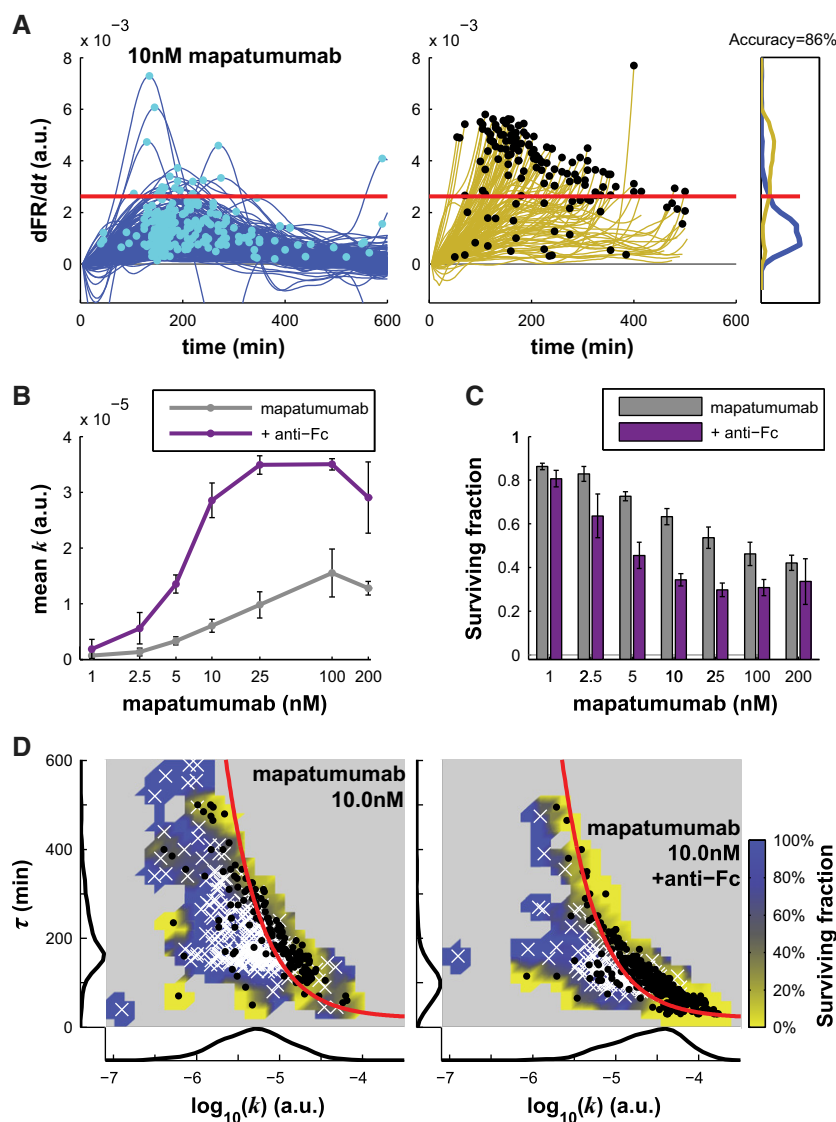 A
× 10⁻³
10nM mapatumumab
8
6
4
2
0
dFR/dt (a.u.)
0 200 400 600
time (min)
× 10⁻³
8
6
4
2
0
0 200 400 600
time (min)
Accuracy=86%
B
× 10⁻⁵
mapatumumab
+ anti−Fc
4
3
2
1
0
mean k (a.u.)
1 2.5 5 10 25 100 200
mapatumumab (nM)
C
mapatumumab
+ anti−Fc
1
0.8
0.6
0.4
0.2
0
Surviving fraction
1 2.5 5 10 25 100 200
mapatumumab (nM)
D
600
500
400
300
200
100
0
τ (min)
mapatumumab
10.0nM
−7 −6 −5 −4
log₁₀(k) (a.u.)
mapatumumab
10.0nM
+anti−Fc
−7 −6 −5 −4
log₁₀(k) (a.u.)
100%
80%
60%
40%
20%
0%
Surviving fraction